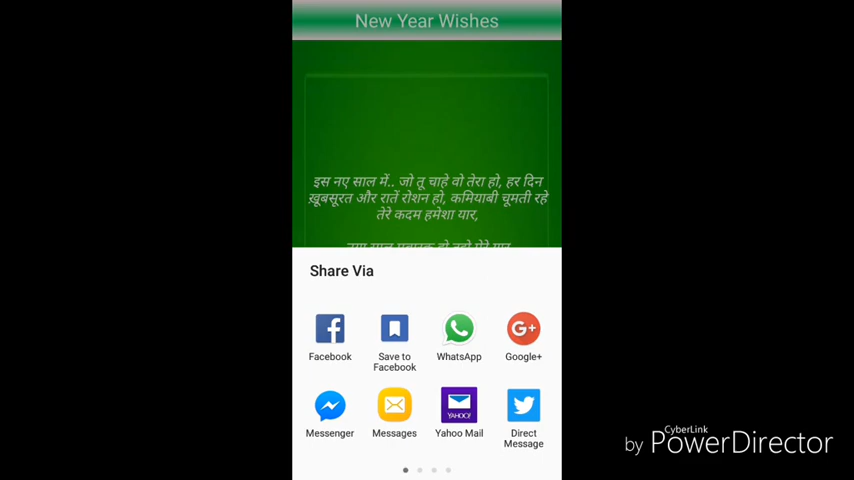 New Year Wishes
इस नए साल में.. जो तू चाहे वो तेरा हो, हर दिन
ख़ूबसूरत और रातें रोशन हो, कमियाबी चूमती रहे
तेरे कदम हमेशा यार,
Share Via
Facebook
Save to
Facebook
WhatsApp
Google+
Messenger
Messages
YAHOO!
Yahoo Mail
Direct
Message
CyberLink
by PowerDirector